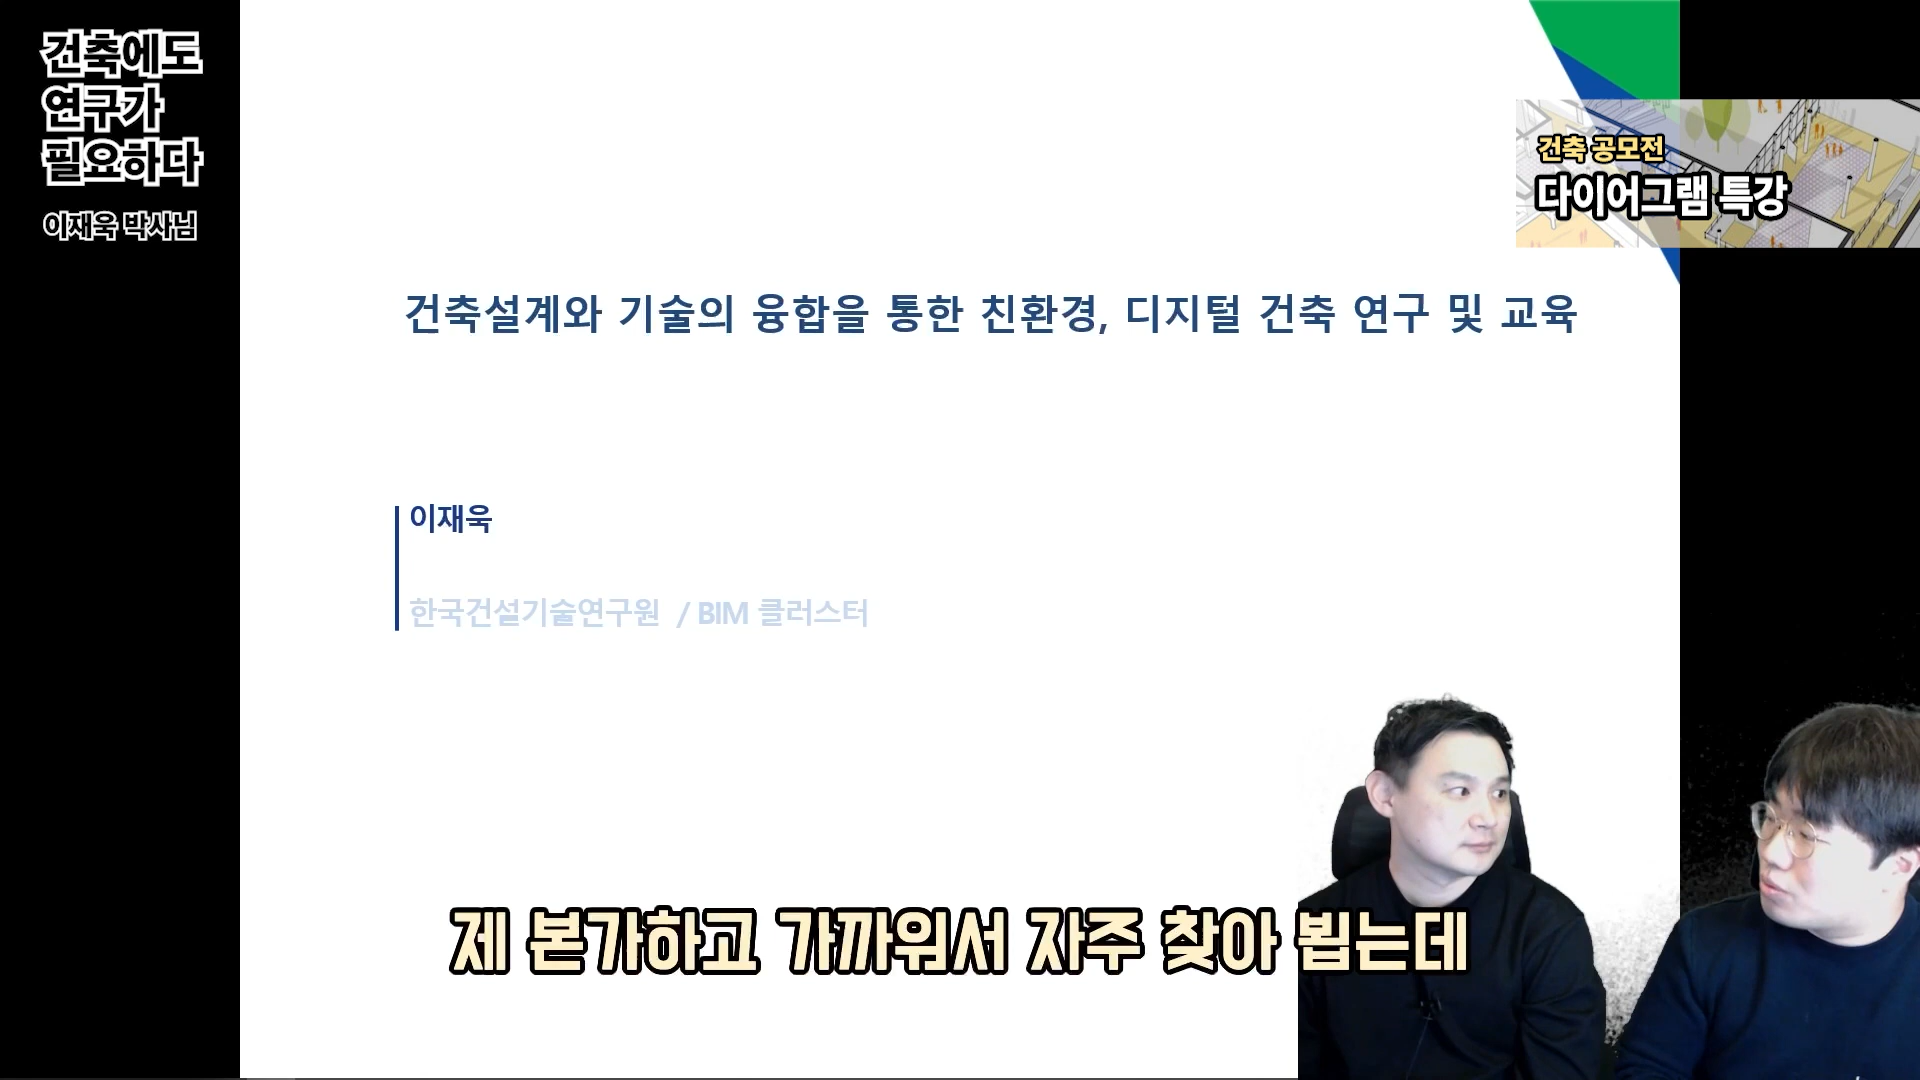 건축에도
연구가
필요하다
이재욱 박사님
건축 공모전
다이어그램 특강
건축설계와 기술의 융합을 통한 친환경, 디지털 건축 연구 및 교육
이재욱
한국건설기술연구원 / BIM 클러스터
제 본가하고 가까워서 자주 찾아 뵙는데